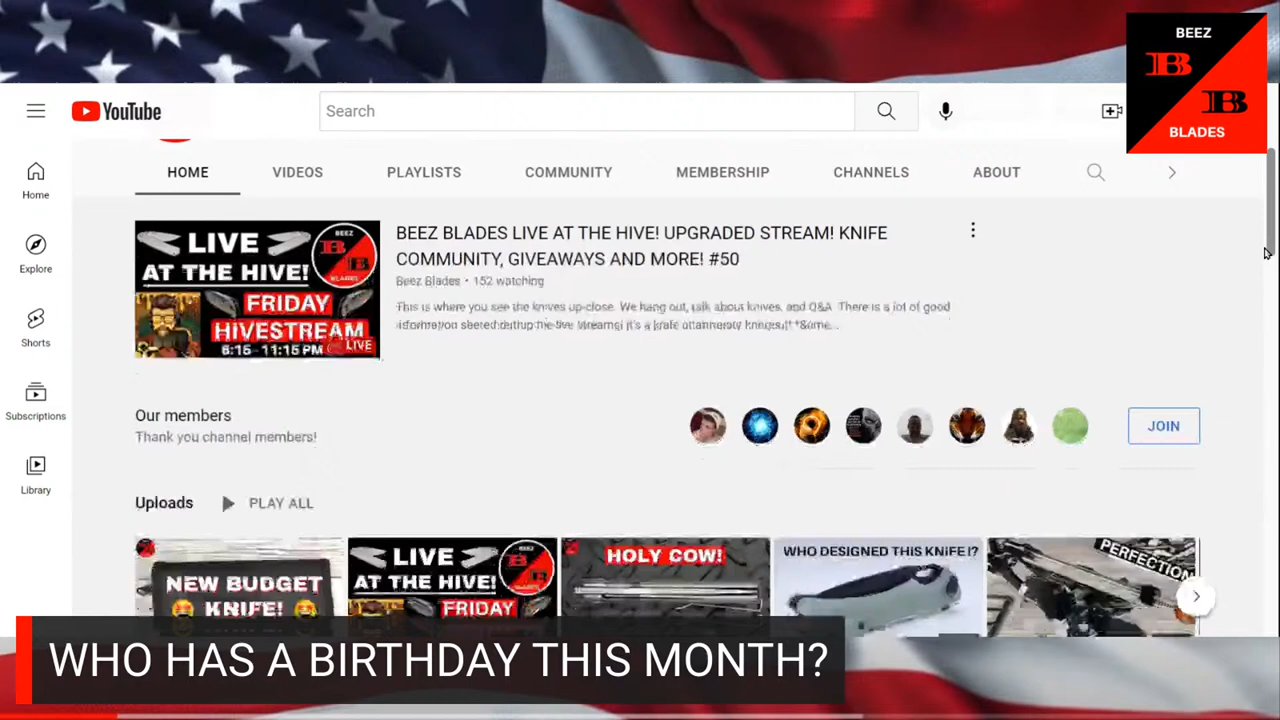 BEEZ
B
B
BLADES
YouTube
Search
Home
Explore
Shorts
Subscriptions
Library
HOME VIDEOS PLAYLISTS COMMUNITY MEMBERSHIP CHANNELS ABOUT
LIVE
AT THE HIVE!
BEEZ
B
B
BLADES
FRIDAY
HIVESTREAM
6:15 - 11:15 PM
LIVE
BEEZ BLADES LIVE AT THE HIVE! UPGRADED STREAM! KNIFE
COMMUNITY, GIVEAWAYS AND MORE! #50
Beez Blades • 152 watching
This is where you see the knives up-close. We hang out, talk about knives, and Q&A There is a lot of good
information shared
Our members
Thank you channel members!
JOIN
Uploads PLAY ALL
NEW BUDGET
KNIFE!
LIVE
AT THE HIVE!
FRIDAY
HOLY COW!
WHO DESIGNED THIS KNIFE!?
PERFECTION
WHO HAS A BIRTHDAY THIS MONTH?